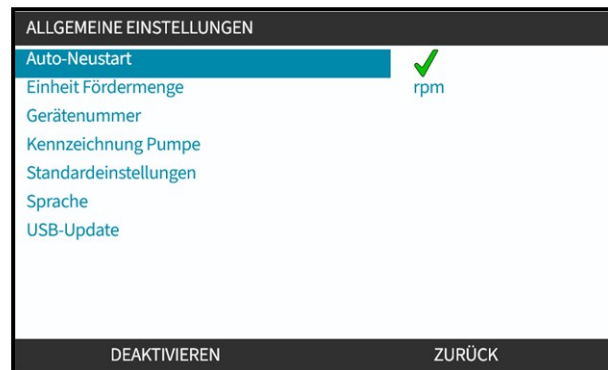 ALLGEMEINE EINSTELLUNGEN
Auto-Neustart
Einheit Fördermenge rpm
Gerätenummer
Kennzeichnung Pumpe
Standardeinstellungen
Sprache
USB-Update
DEAKTIVIEREN ZURÜCK